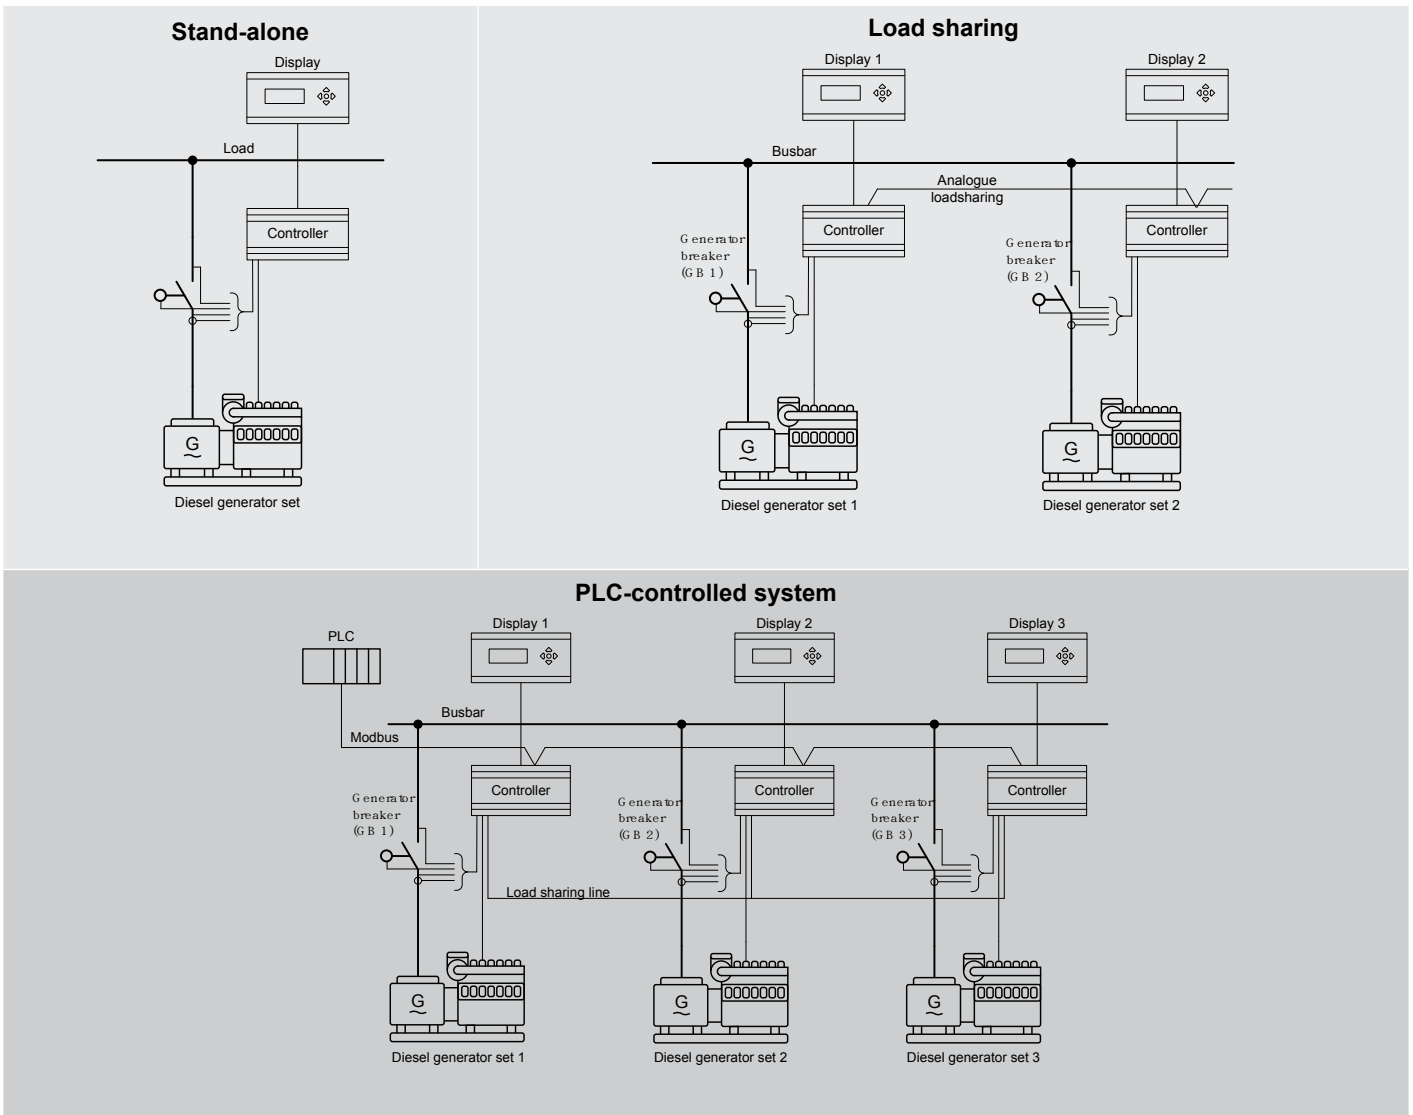 Stand-alone
Display
Load
Controller
G
Diesel generator set
Load sharing
Display 1
Display 2
Busbar
Analogue
loadsharing
Controller
Controller
Generator
breaker
(GB 1)
Generator
breaker
(GB 2)
G
G
Diesel generator set 1
Diesel generator set 2
PLC-controlled system
PLC
Display 1
Display 2
Display 3
Busbar
Modbus
Controller
Controller
Controller
Generator
breaker
(GB 1)
Generator
breaker
(GB 2)
Generator
breaker
(GB 3)
Load sharing line
G
G
G
Diesel generator set 1
Diesel generator set 2
Diesel generator set 3